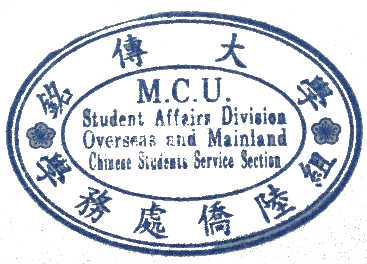 銘傳大學
M.C.U.
Student Affairs Division
Overseas and Mainland
Chinese Students Service Section
學務處僑陸組